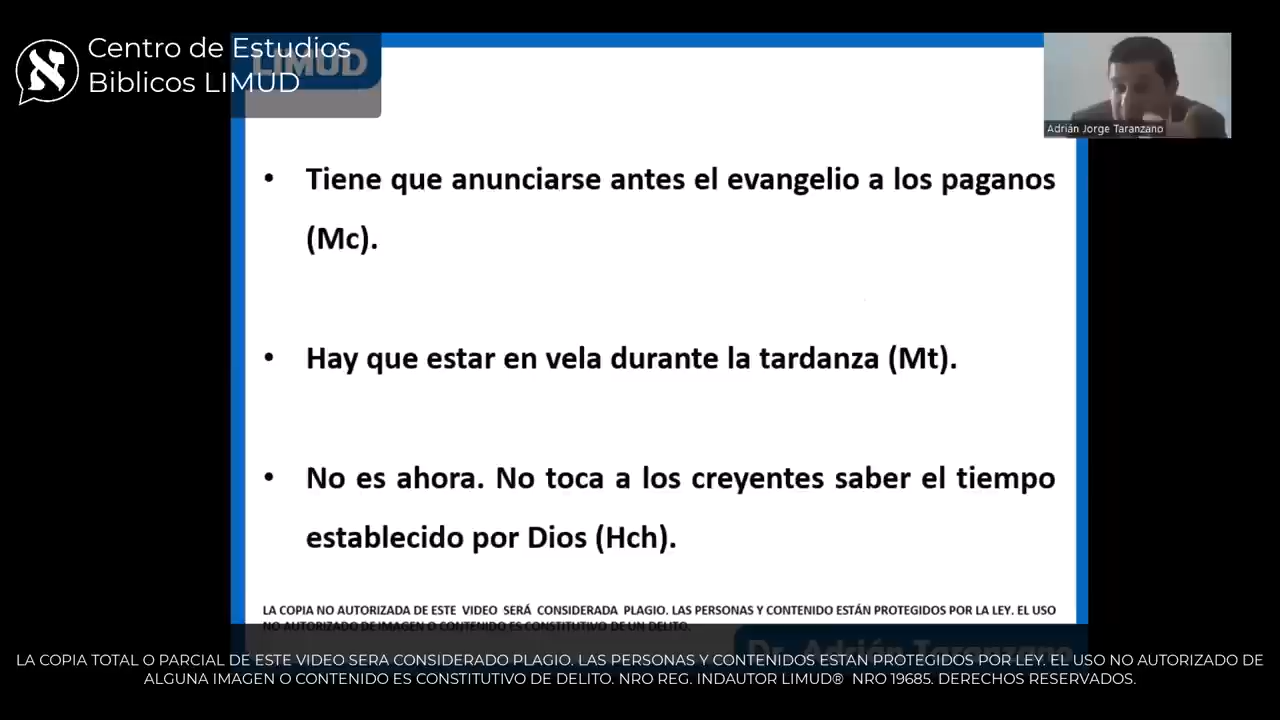 Centro de Estudios
Biblicos LIMUD
LIMUD
Adrián Jorge Taranzano
• Tiene que anunciarse antes el evangelio a los paganos
(Mc).
• Hay que estar en vela durante la tardanza (Mt).
• No es ahora. No toca a los creyentes saber el tiempo
establecido por Dios (Hch).
LA COPIA NO AUTORIZADA DE ESTE VIDEO SERÁ CONSIDERADA PLAGIO. LAS PERSONAS Y CONTENIDO ESTÁN PROTEGIDOS POR LA LEY. EL USO
NO AUTORIZADO DE IMAGEN O CONTENIDO ES CONSTITUTIVO DE UN DELITO.
Dr. Adrián Taranzano
LA COPIA TOTAL O PARCIAL DE ESTE VIDEO SERA CONSIDERADO PLAGIO. LAS PERSONAS Y CONTENIDOS ESTAN PROTEGIDOS POR LEY. EL USO NO AUTORIZADO DE
ALGUNA IMAGEN O CONTENIDO ES CONSTITUTIVO DE DELITO. NRO REG. INDAUTOR LIMUD® NRO 19685. DERECHOS RESERVADOS.